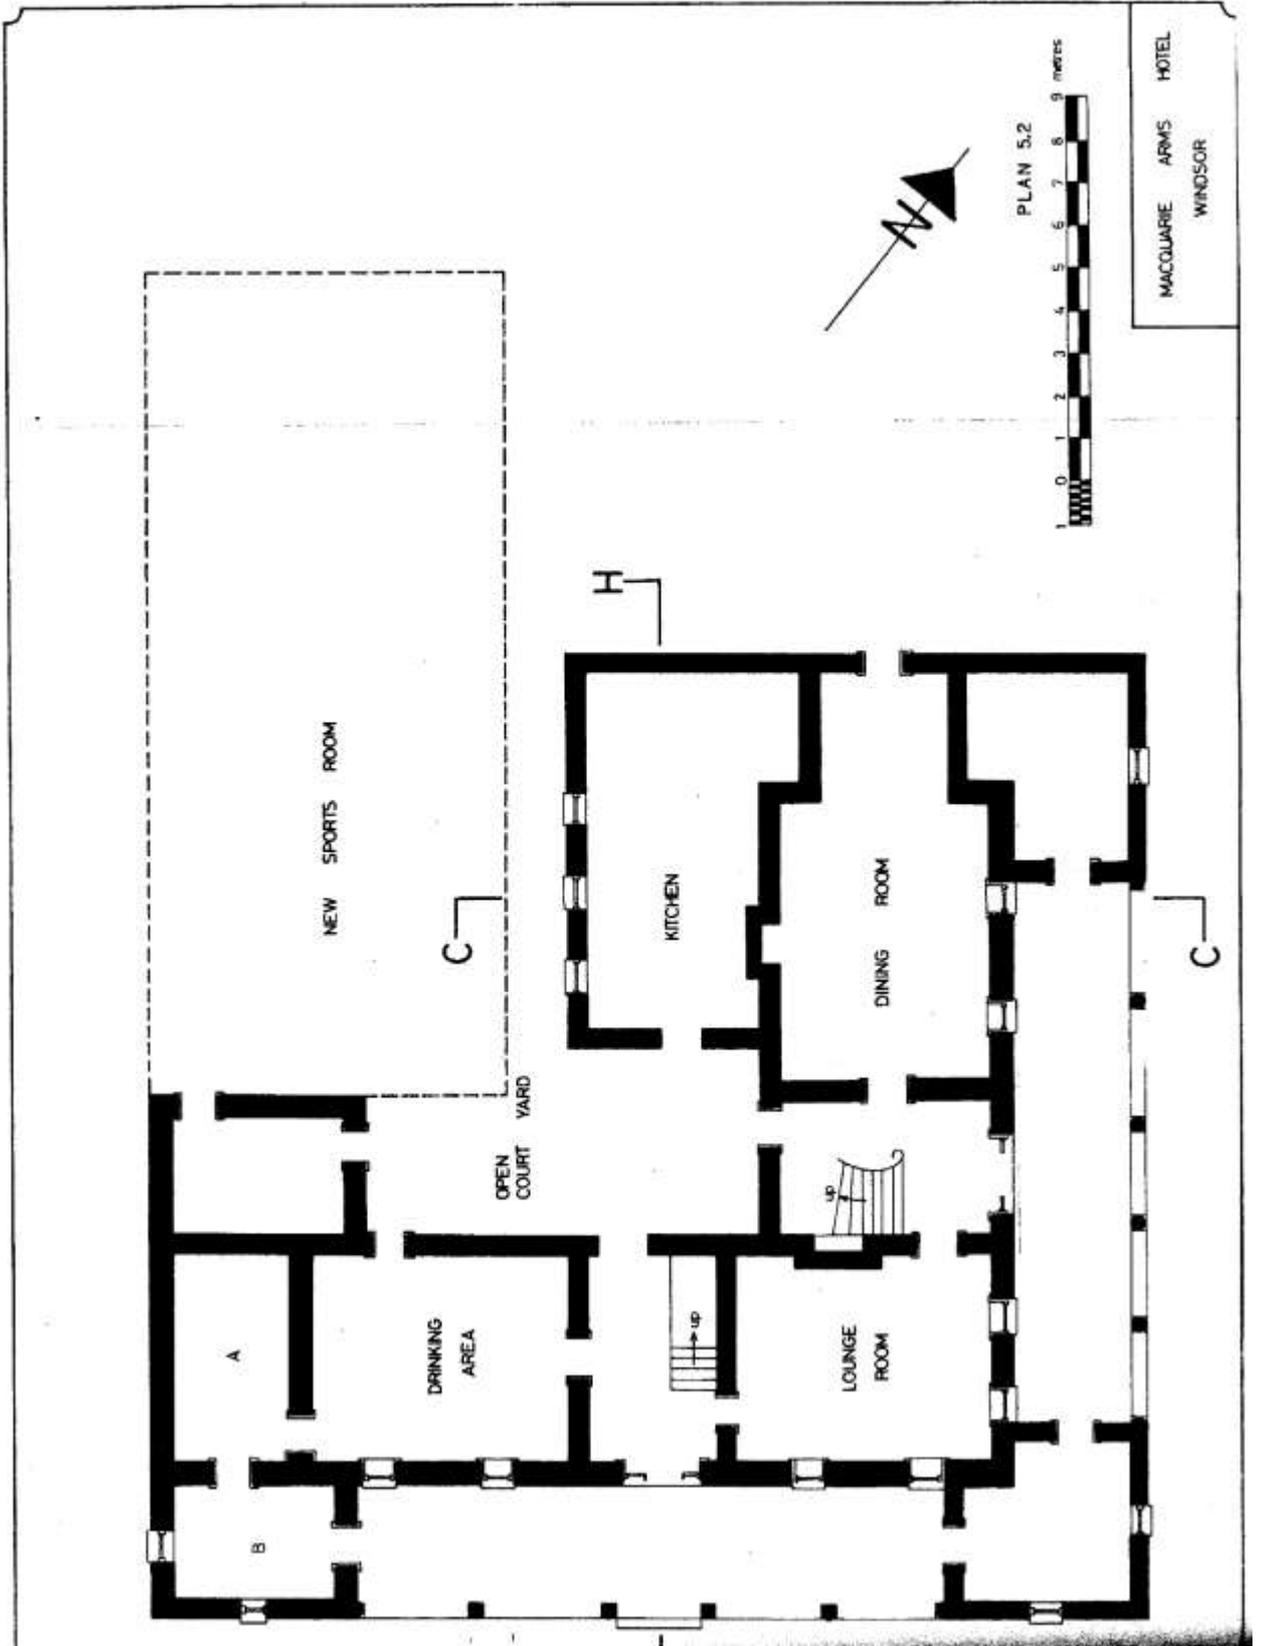 MACQUARIE ARMS HOTEL
WINDSOR
PLAN 5.2
1 0 1 2 3 4 5 6 7 8 9 metres
N
NEW SPORTS ROOM
H
C
C
KITCHEN
DINING ROOM
OPEN
COURT YARD
up
A
DRINKING
AREA
up
LOUNGE
ROOM
B